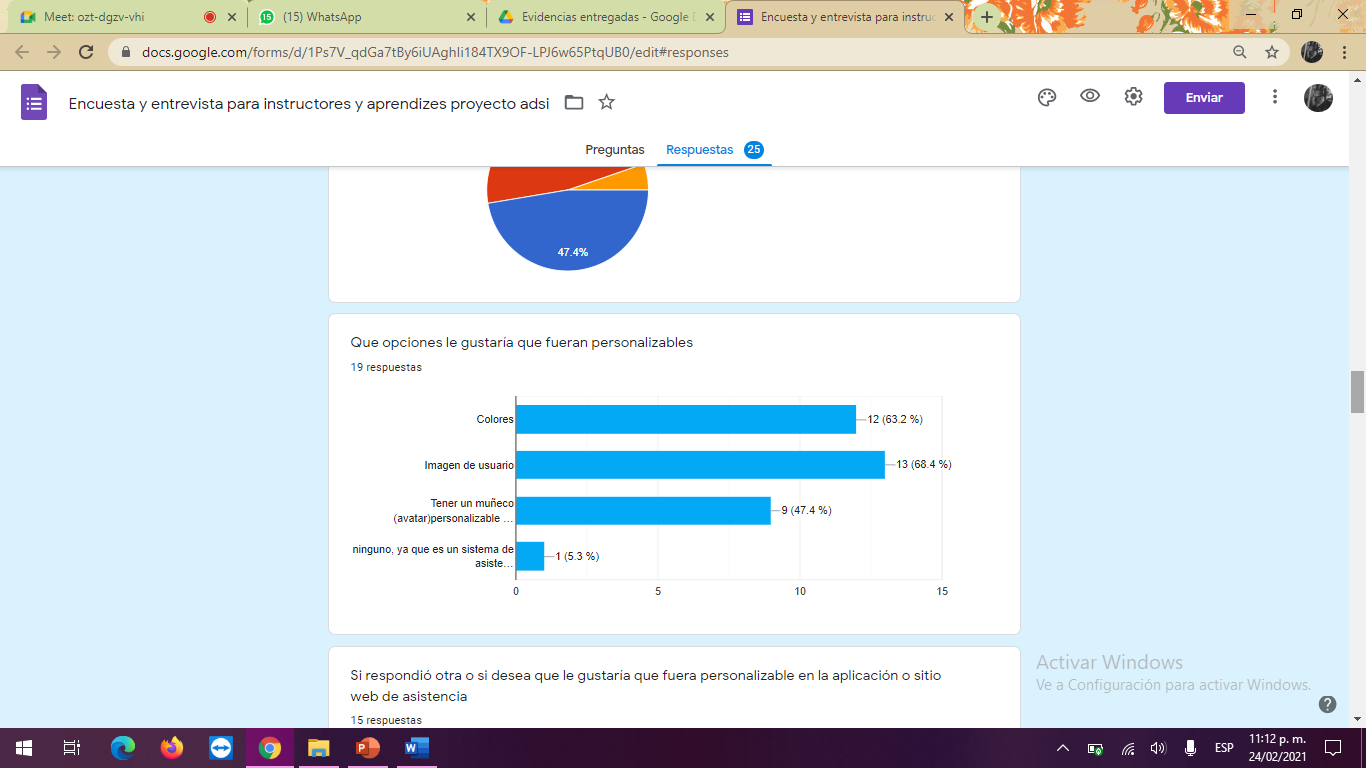 Meet: ozt-dgzv-vhi
15
(15) WhatsApp
Evidencias entregadas - Google
Encuesta y entrevista para instruc
docs.google.com/forms/d/1Ps7V_qdGa7tBy6iUAghli184TX9OF-LPJ6w65PtqUB0/edit#responses
Encuesta y entrevista para instructores y aprendizes proyecto adsi
Enviar
Preguntas
Respuestas 25
47.4%
Que opciones le gustaría que fueran personalizables
19 respuestas
Colores
12 (63.2 %)
Imagen de usuario
13 (68.4 %)
Tener un muñeco
(avatar)personalizable …
9 (47.4 %)
ninguno, ya que es un sistema de
asiste…
1 (5.3 %)
0 5 10 15
Si respondió otra o si desea que le gustaría que fuera personalizable en la aplicación o sitio
web de asistencia
15 respuestas
Activar Windows
Ve a Configuración para activar Windows.
ESP
11:12 p. m.
24/02/2021